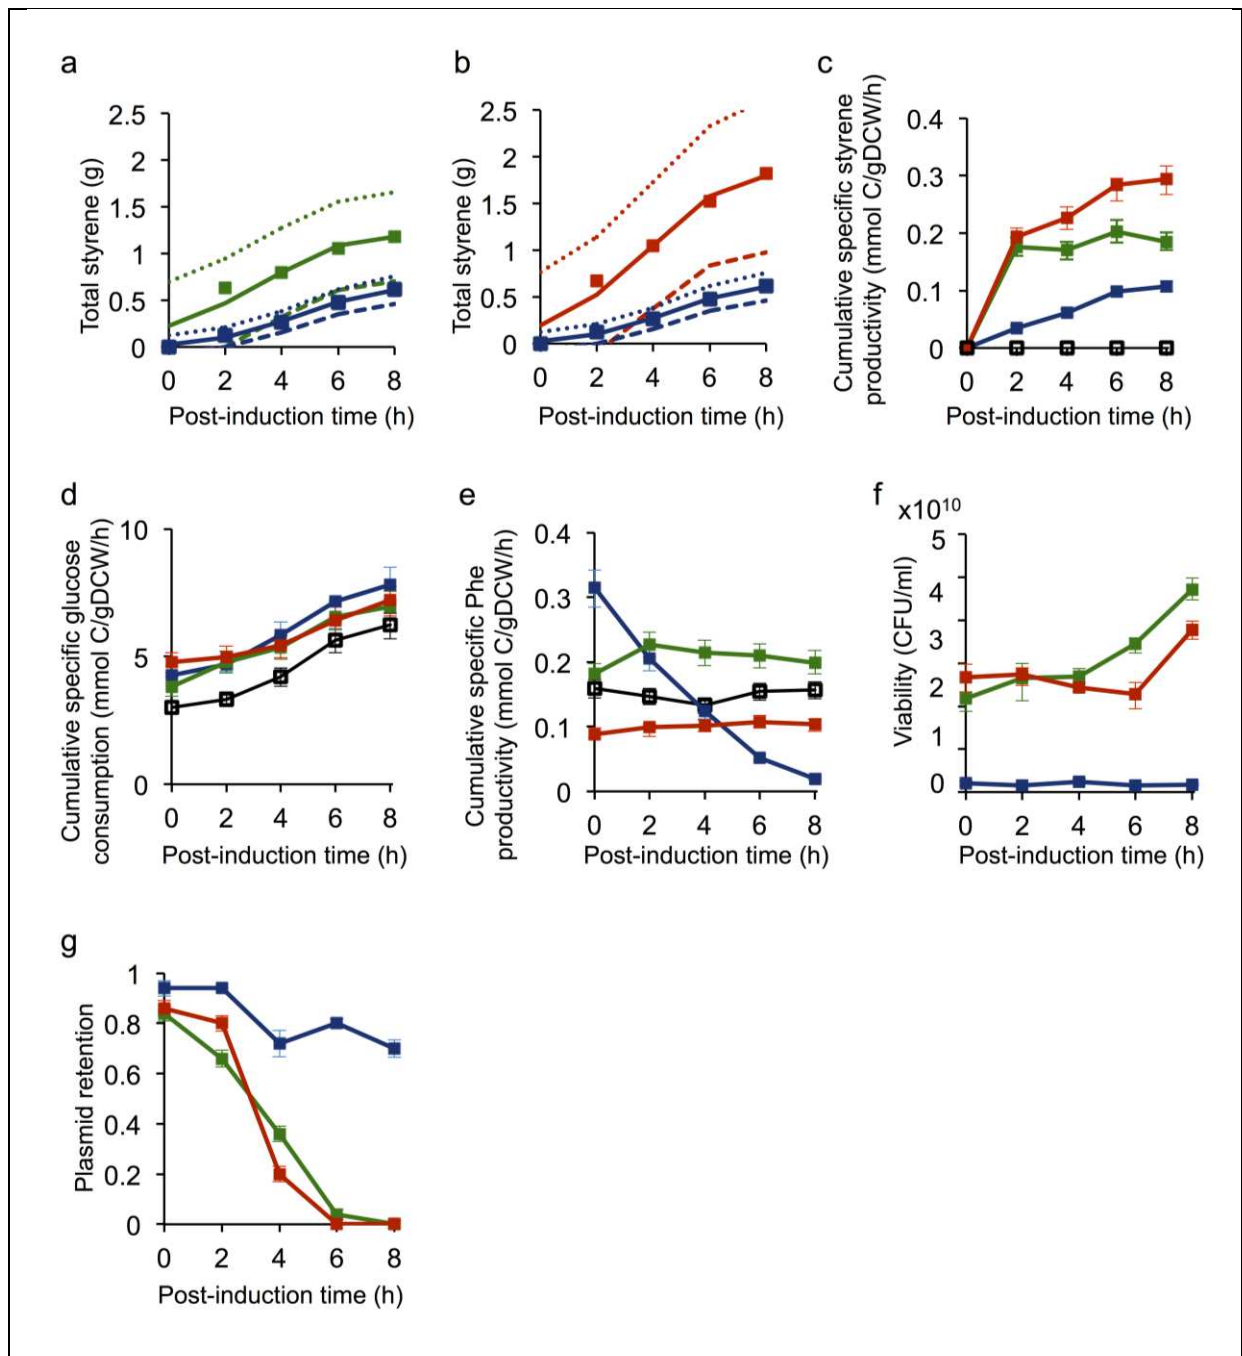 a
b
c
Total styrene (g)
2.5
2
1.5
1
0.5
0
0 2 4 6 8
Post-induction time (h)
Total styrene (g)
2.5
2
1.5
1
0.5
0
0 2 4 6 8
Post-induction time (h)
Cumulative specific styrene
productivity (mmol C/gDCW/h)
0.4
0.3
0.2
0.1
0
0 2 4 6 8
Post-induction time (h)
d
e
f
Cumulative specific glucose
consumption (mmol C/gDCW/h)
10
5
0
0 2 4 6 8
Post-induction time (h)
Cumulative specific Phe
productivity (mmol C/gDCW/h)
0.4
0.3
0.2
0.1
0
0 2 4 6 8
Post-induction time (h)
x10^10
Viability (CFU/ml)
5
4
3
2
1
0
0 2 4 6 8
Post-induction time (h)
g
Plasmid retention
1
0.8
0.6
0.4
0.2
0
0 2 4 6 8
Post-induction time (h)